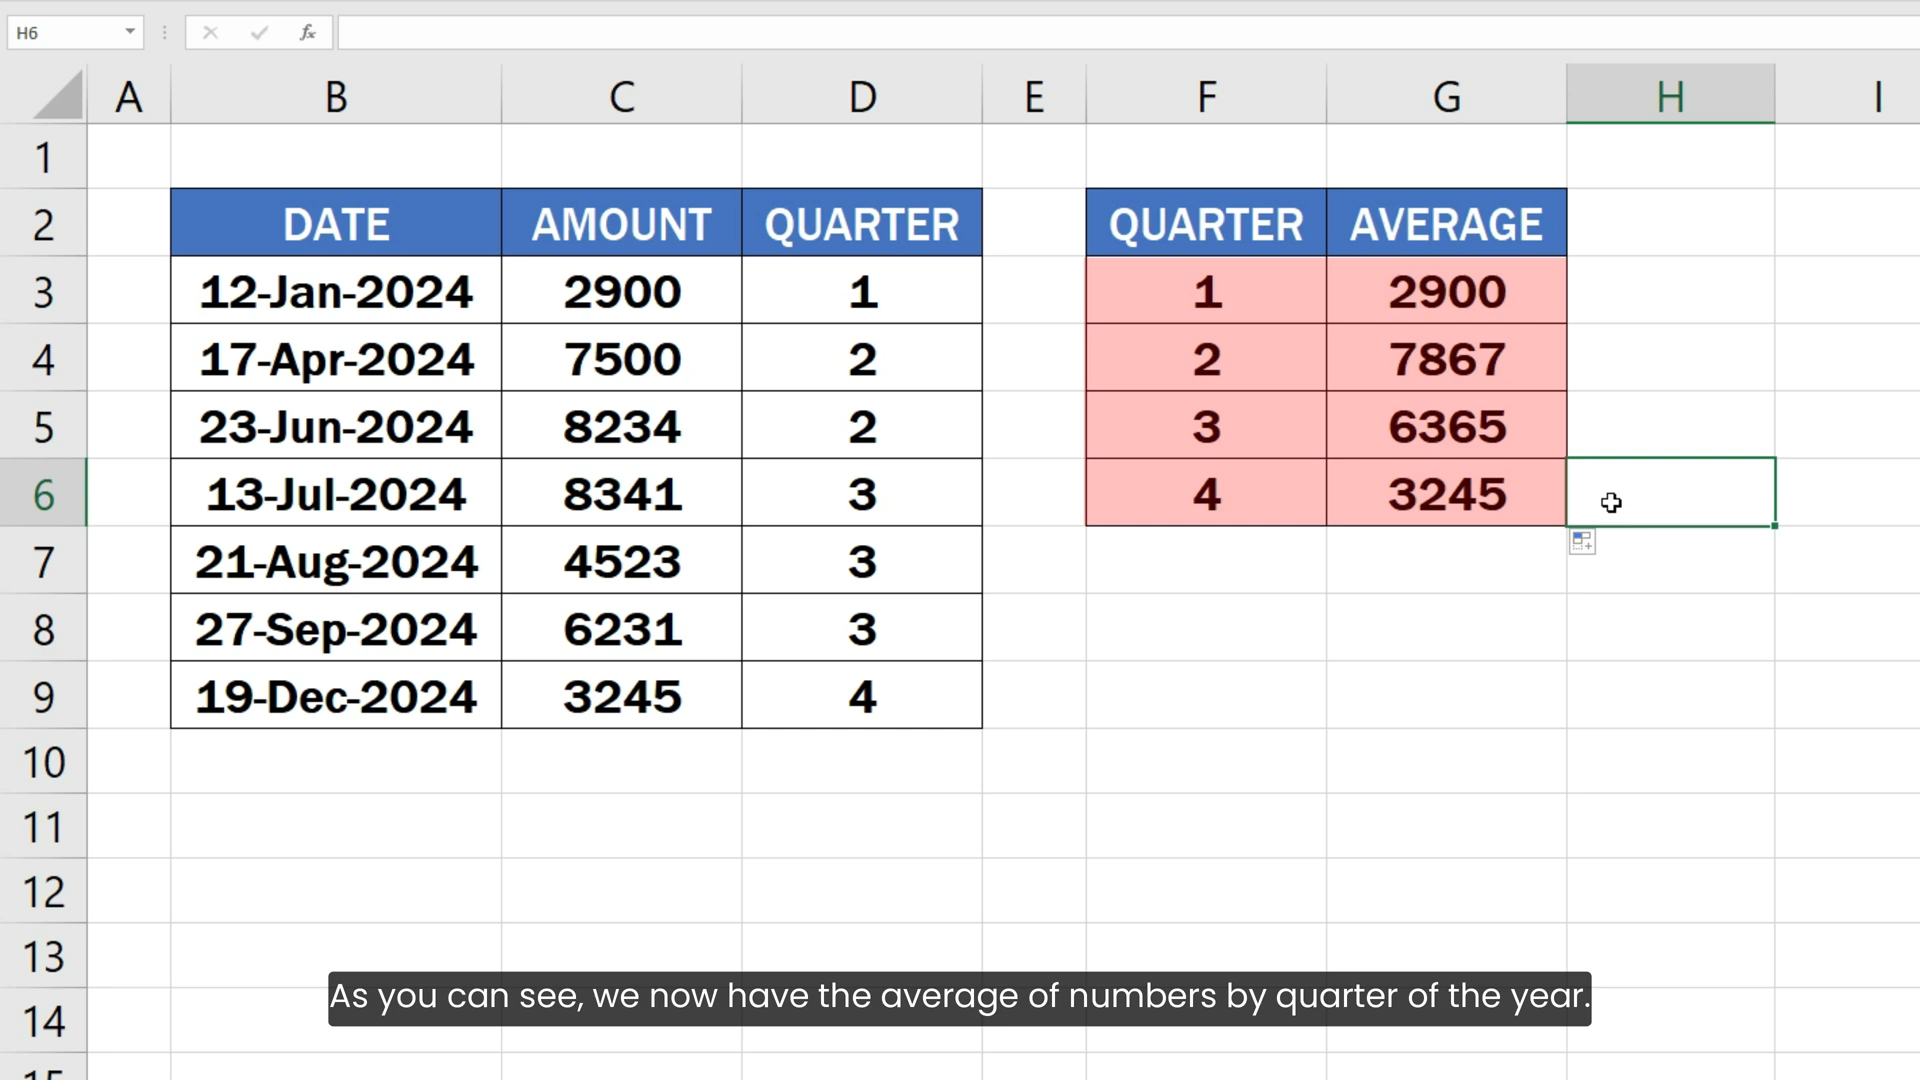 H6 fx
A B C D E F G H I
1
2 DATE AMOUNT QUARTER QUARTER AVERAGE
3 12-Jan-2024 2900 1 1 2900
4 17-Apr-2024 7500 2 2 7867
5 23-Jun-2024 8234 2 3 6365
6 13-Jul-2024 8341 3 4 3245
7 21-Aug-2024 4523 3
8 27-Sep-2024 6231 3
9 19-Dec-2024 3245 4
10
11
12
13
As you can see, we now have the average of numbers by quarter of the year.
14
15